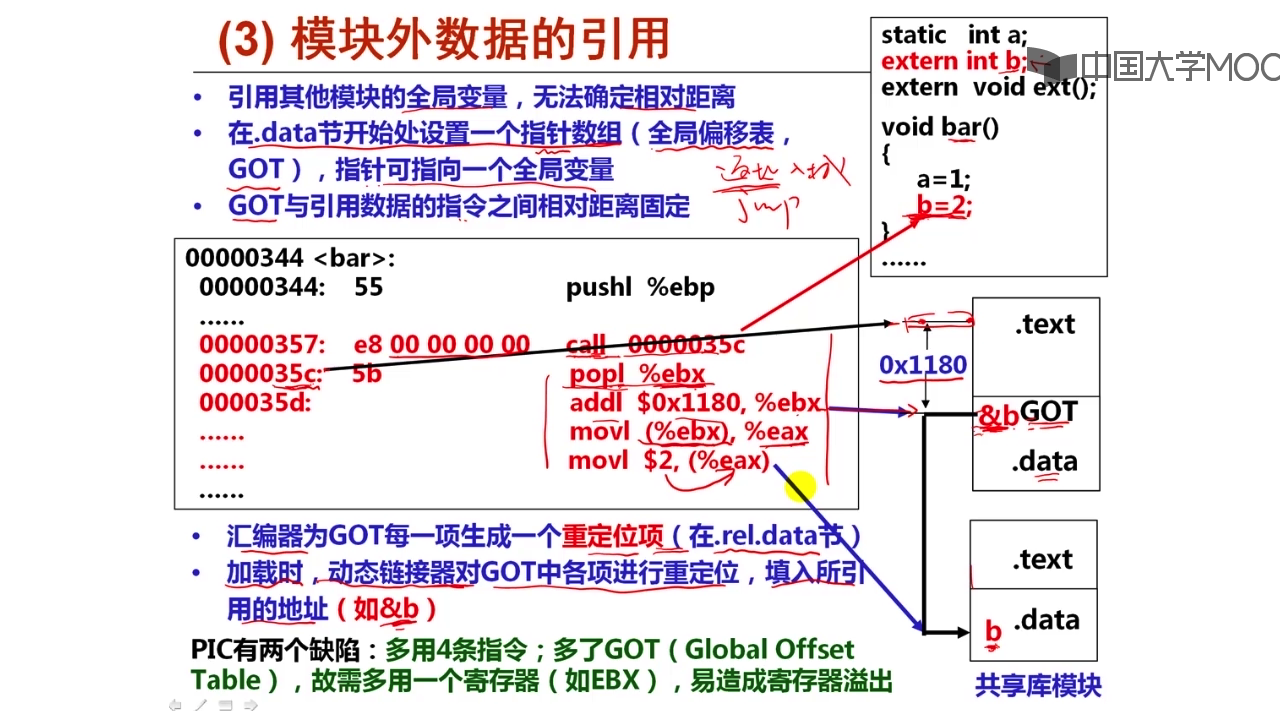 (3) 模块外数据的引用
• 引用其他模块的全局变量，无法确定相对距离
• 在.data节开始处设置一个指针数组（全局偏移表，
GOT），指针可指向一个全局变量
• GOT与引用数据的指令之间相对距离固定
jmp
static int a;
extern int b;
extern void ext();
void bar()
{
a=1;
b=2;
}
......
中国大学MOO
00000344 <bar>:
00000344: 55 pushl %ebp
......
00000357: e8 00 00 00 00 call 0000035c
0000035c: 5b popl %ebx
000035d: addl $0x1180, %ebx
...... movl (%ebx), %eax
...... movl $2, (%eax)
......
.text
0x1180
&b GOT
.data
.text
b .data
共享库模块
• 汇编器为GOT每一项生成一个重定位项（在.rel.data节）
• 加载时，动态链接器对GOT中各项进行重定位，填入所引
用的地址（如&b）
PIC有两个缺陷：多用4条指令；多了GOT（Global Offset
Table），故需多用一个寄存器（如EBX），易造成寄存器溢出